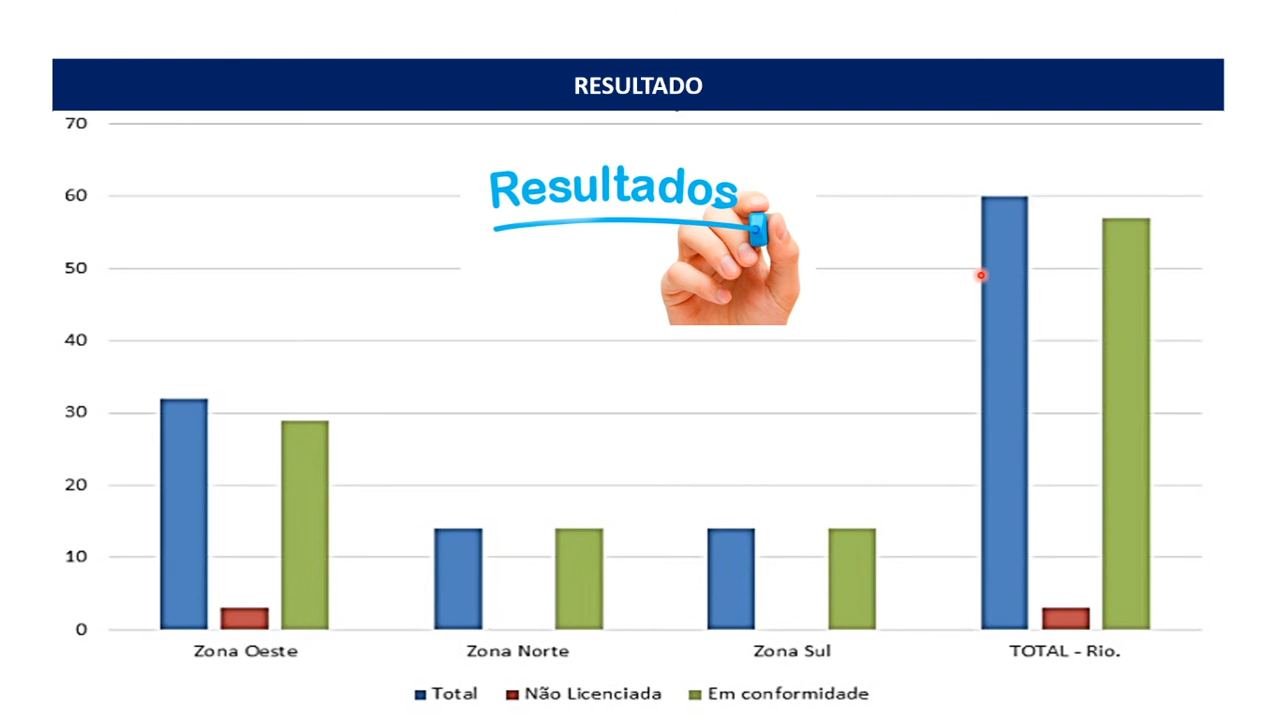 RESULTADO
70
60
50
40
30
20
10
0
Resultados
Zona Oeste
Zona Norte
Zona Sul
TOTAL - Rio.
Total
Não Licenciada
Em conformidade